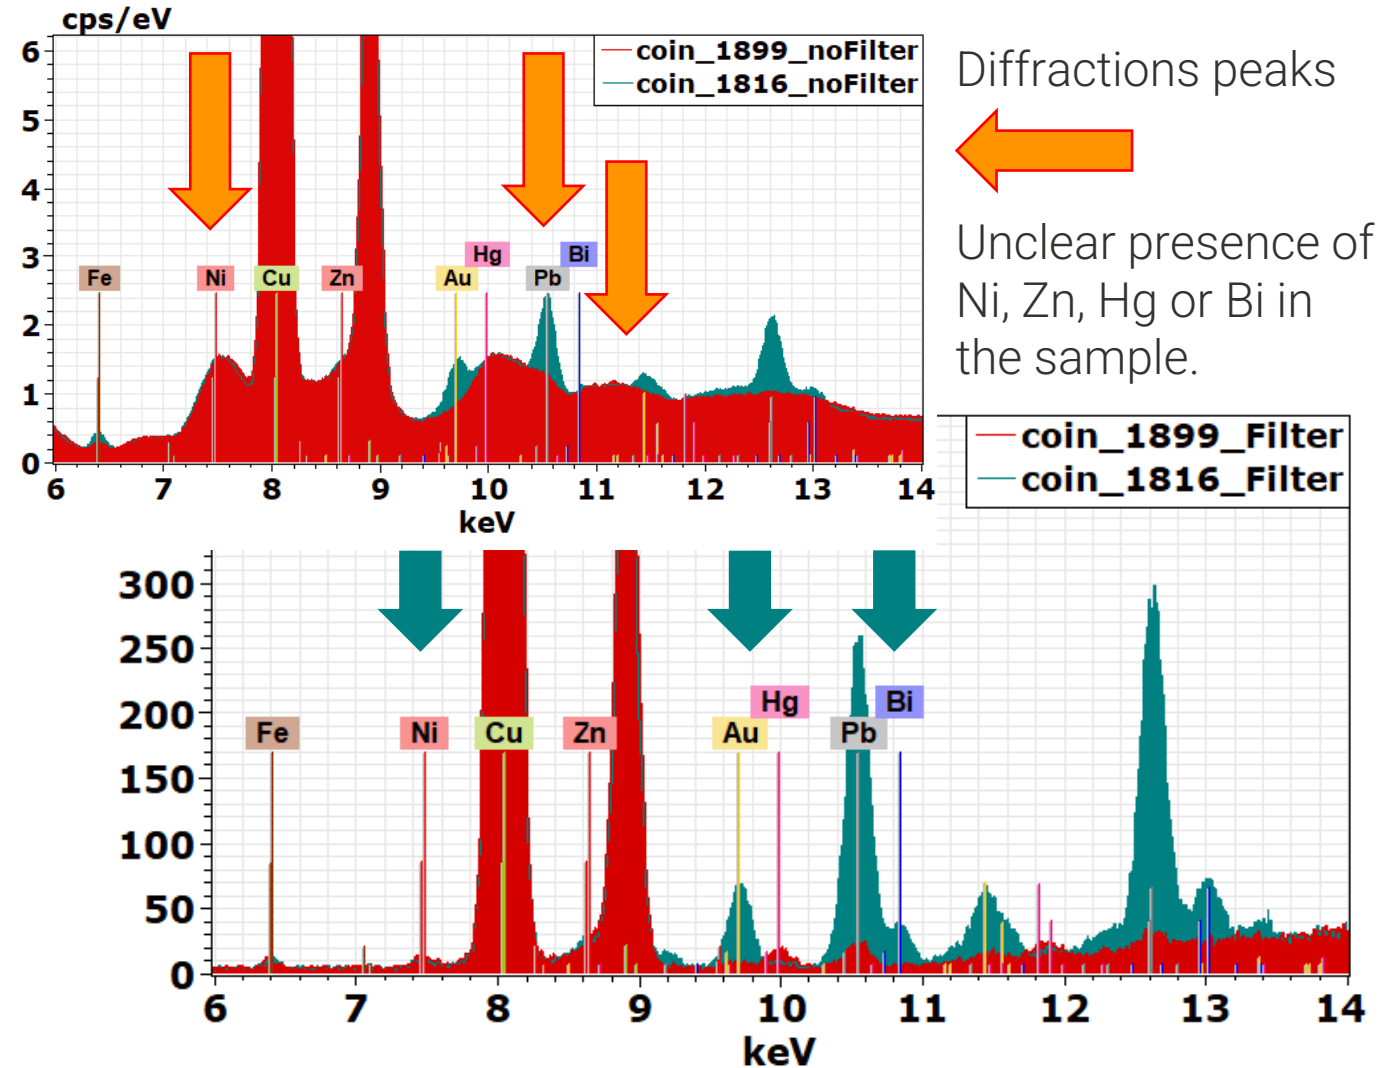 cps/eV
coin_1899_noFilter
coin_1816_noFilter
6
5
4
3
2
1
0
Hg Bi
Fe Ni Cu Zn Au Pb
6 7 8 9 10 11 12 13 14
keV
Diffractions peaks
Unclear presence of
Ni, Zn, Hg or Bi in
the sample.
coin_1899_Filter
coin_1816_Filter
300
250
200
150
100
50
0
Hg Bi
Fe Ni Cu Zn Au Pb
6 7 8 9 10 11 12 13 14
keV